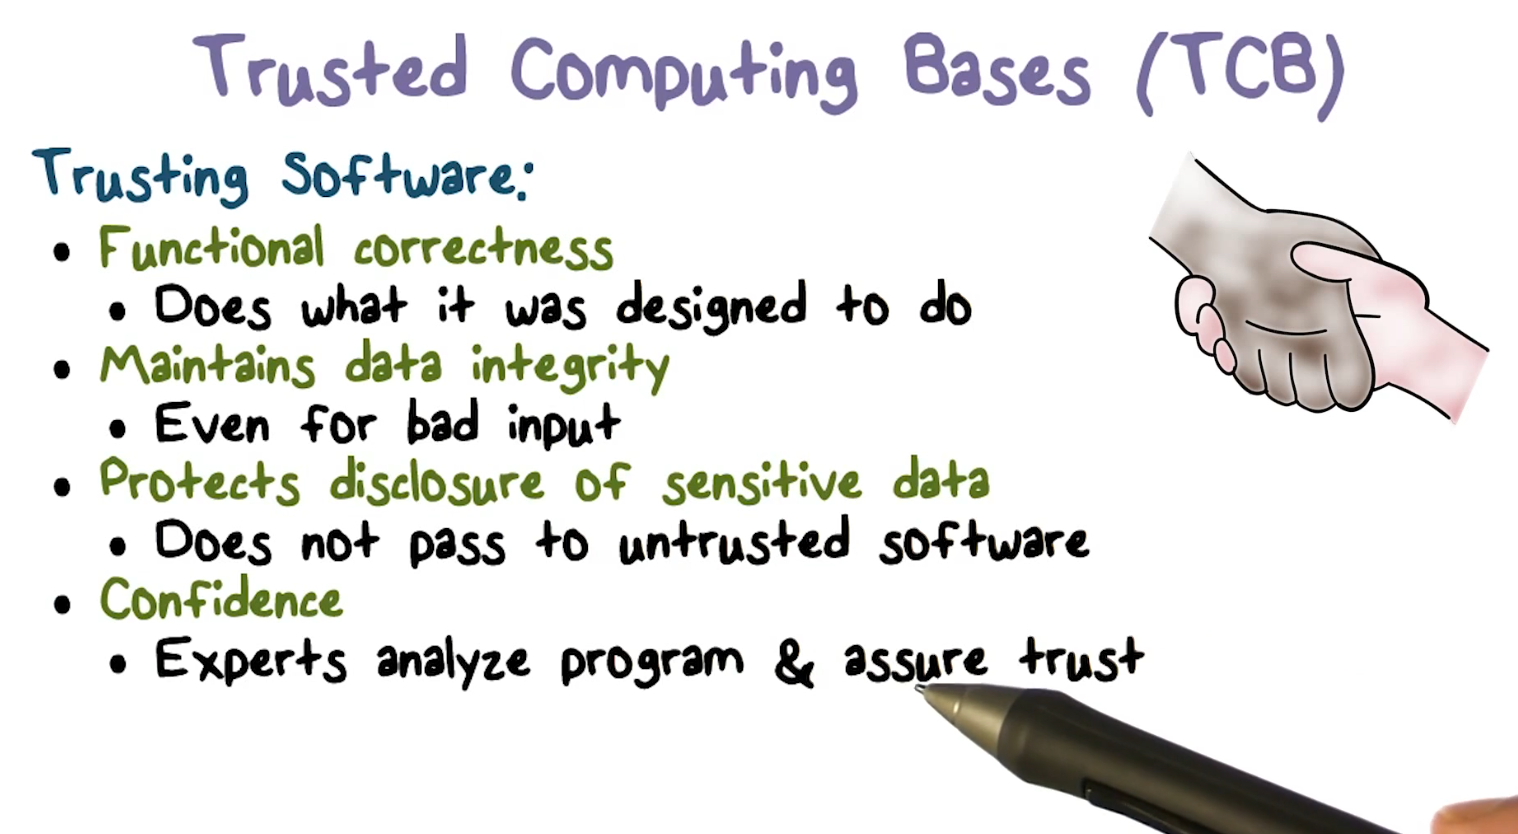 Trusted Computing Bases (TCB)
Trusting Software:
• Functional correctness
• Does what it was designed to do
• Maintains data integrity
• Even for bad input
• Protects disclosure of sensitive data
• Does not pass to untrusted software
• Confidence
• Experts analyze program & assure trust